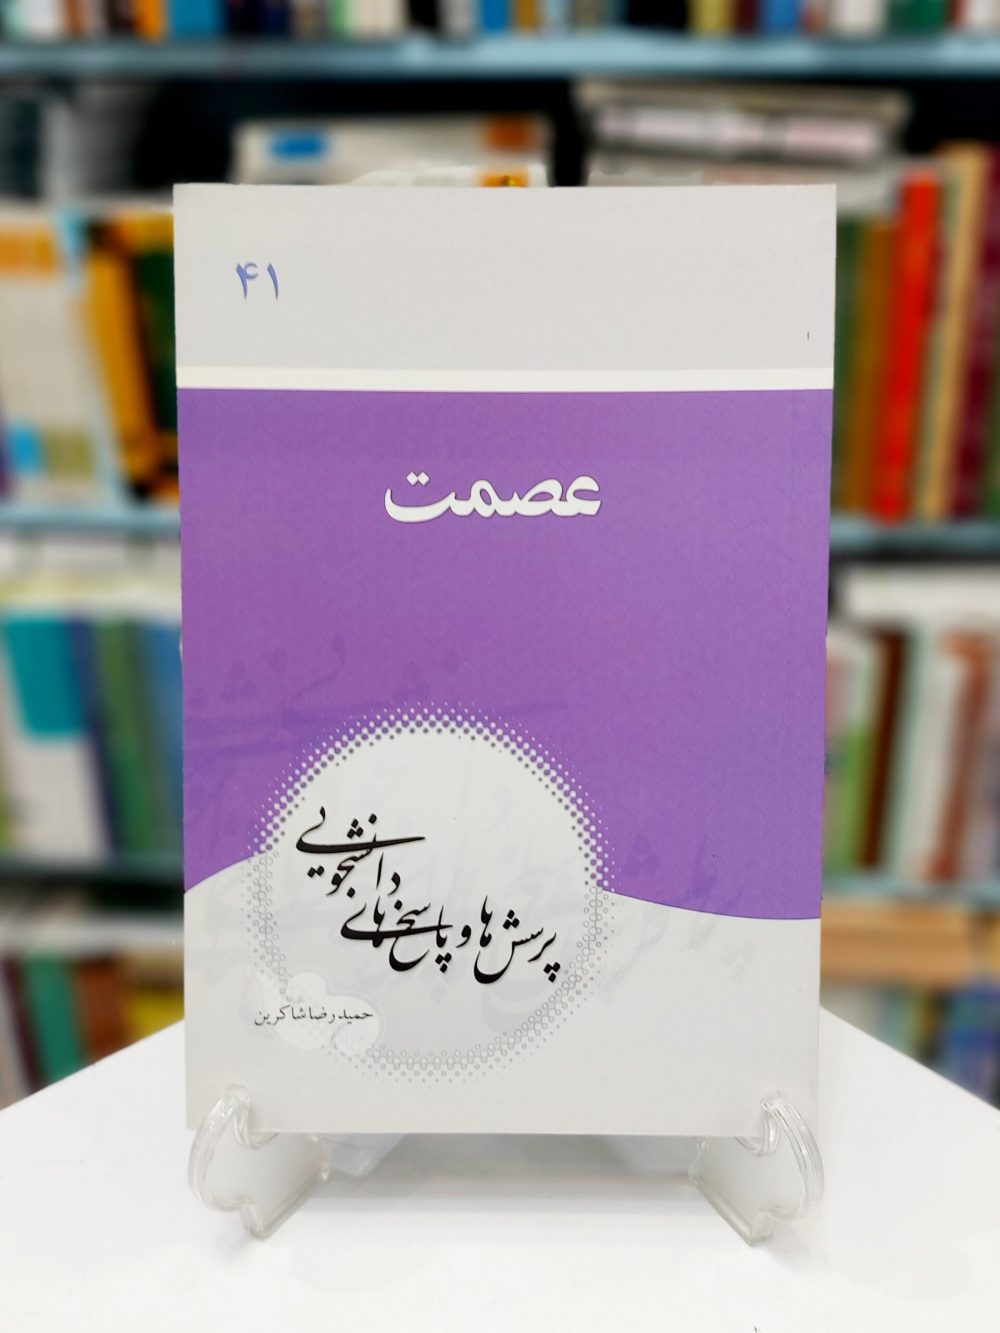 ۴۱
عصمت
پرسش ها و پاسخ های دانشجویی
حمیدرضا شاکرین